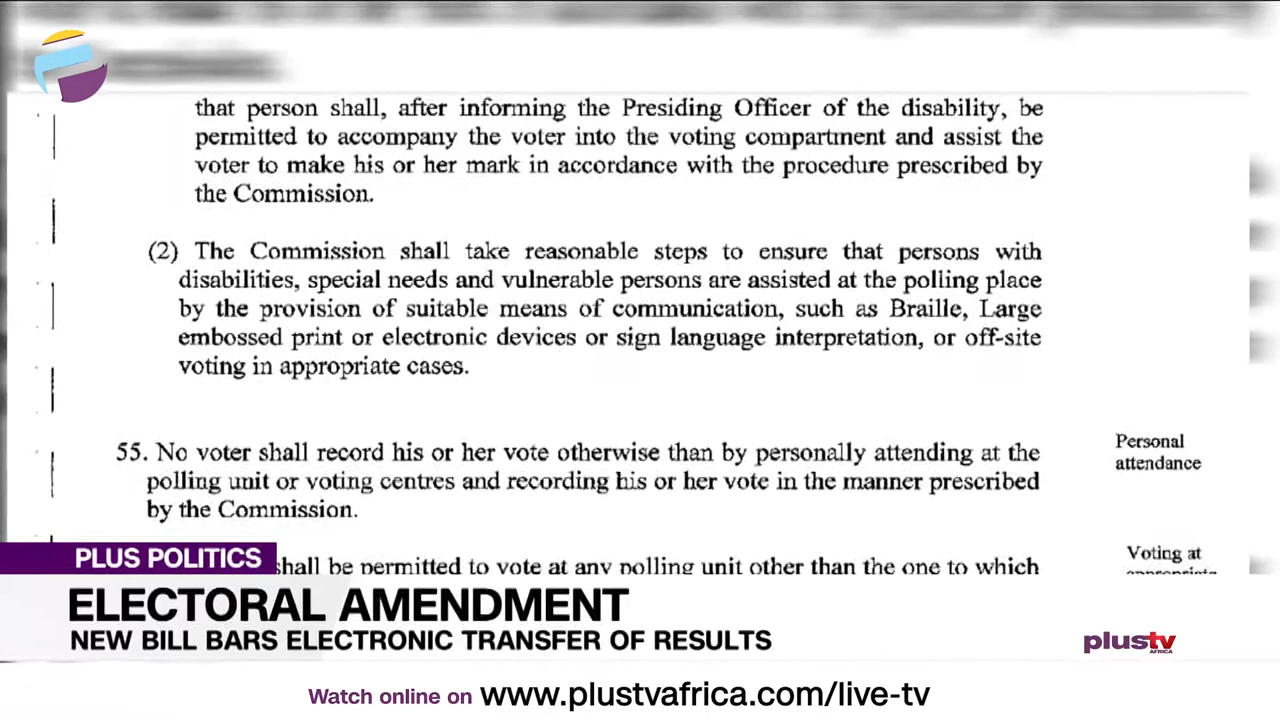 that person shall, after informing the Presiding Officer of the disability, be
permitted to accompany the voter into the voting compartment and assist the
voter to make his or her mark in accordance with the procedure prescribed by
the Commission.
(2) The Commission shall take reasonable steps to ensure that persons with
disabilities, special needs and vulnerable persons are assisted at the polling place
by the provision of suitable means of communication, such as Braille, Large
embossed print or electronic devices or sign language interpretation, or off-site
voting in appropriate cases.
55. No voter shall record his or her vote otherwise than by personally attending at the
polling unit or voting centres and recording his or her vote in the manner prescribed
by the Commission.
Personal
attendance
shall be permitted to vote at any polling unit other than the one to which
Voting at
PLUS POLITICS
ELECTORAL AMENDMENT
NEW BILL BARS ELECTRONIC TRANSFER OF RESULTS
plustv
AFRICA
Watch online on www.plustvafrica.com/live-tv